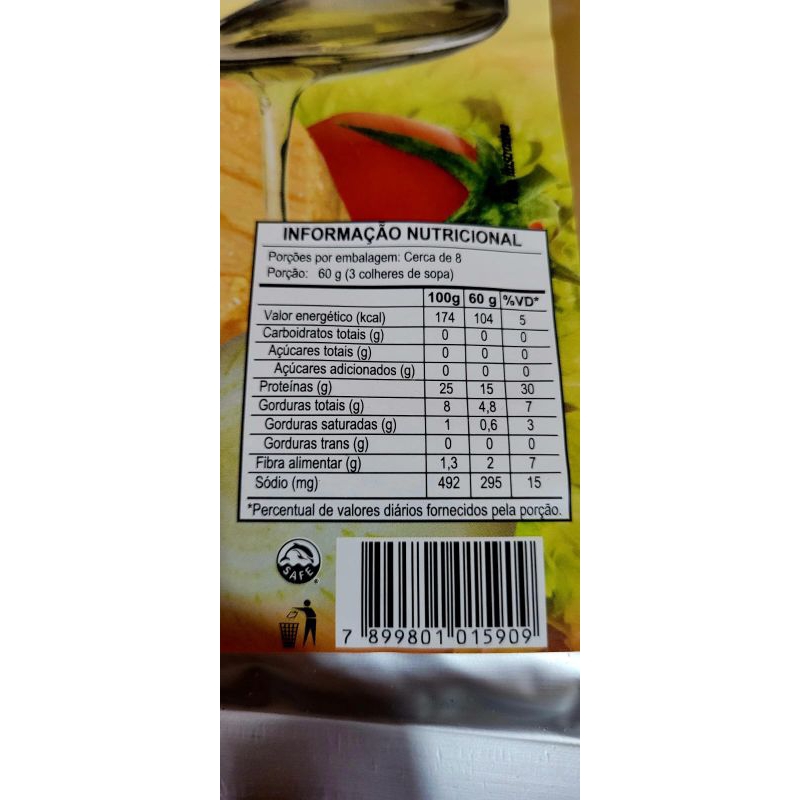 INFORMAÇÃO NUTRICIONAL
Porções por embalagem: Cerca de 8
Porção: 60 g (3 colheres de sopa)
100g 60 g %VD*
Valor energético (kcal) 174 104 5
Carboidratos totais (g) 0 0 0
Açúcares totais (g) 0 0 0
Açúcares adicionados (g) 0 0 0
Proteínas (g) 25 15 30
Gorduras totais (g) 8 4,8 7
Gorduras saturadas (g) 1 0,6 3
Gorduras trans (g) 0 0 0
Fibra alimentar (g) 1,3 2 7
Sódio (mg) 492 295 15
*Percentual de valores diários fornecidos pela porção.
SAFE
7 899801 015909